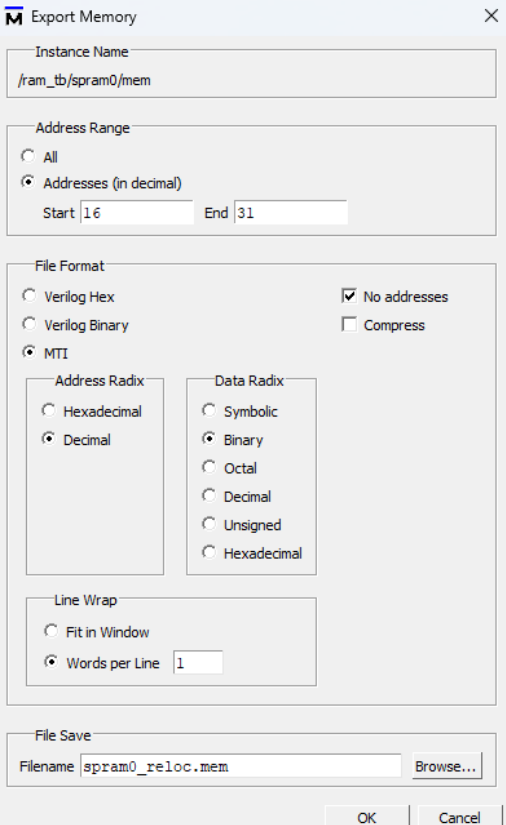 Export Memory
Instance Name
/ram_tb/spram0/mem
Address Range
All
Addresses (in decimal)
Start 16 End 31
File Format
Verilog Hex No addresses
Verilog Binary Compress
MTI
Address Radix Data Radix
Hexadecimal Symbolic
Decimal Binary
Octal
Decimal
Unsigned
Hexadecimal
Line Wrap
Fit in Window
Words per Line 1
File Save
Filename spram0_reloc.mem Browse...
OK Cancel